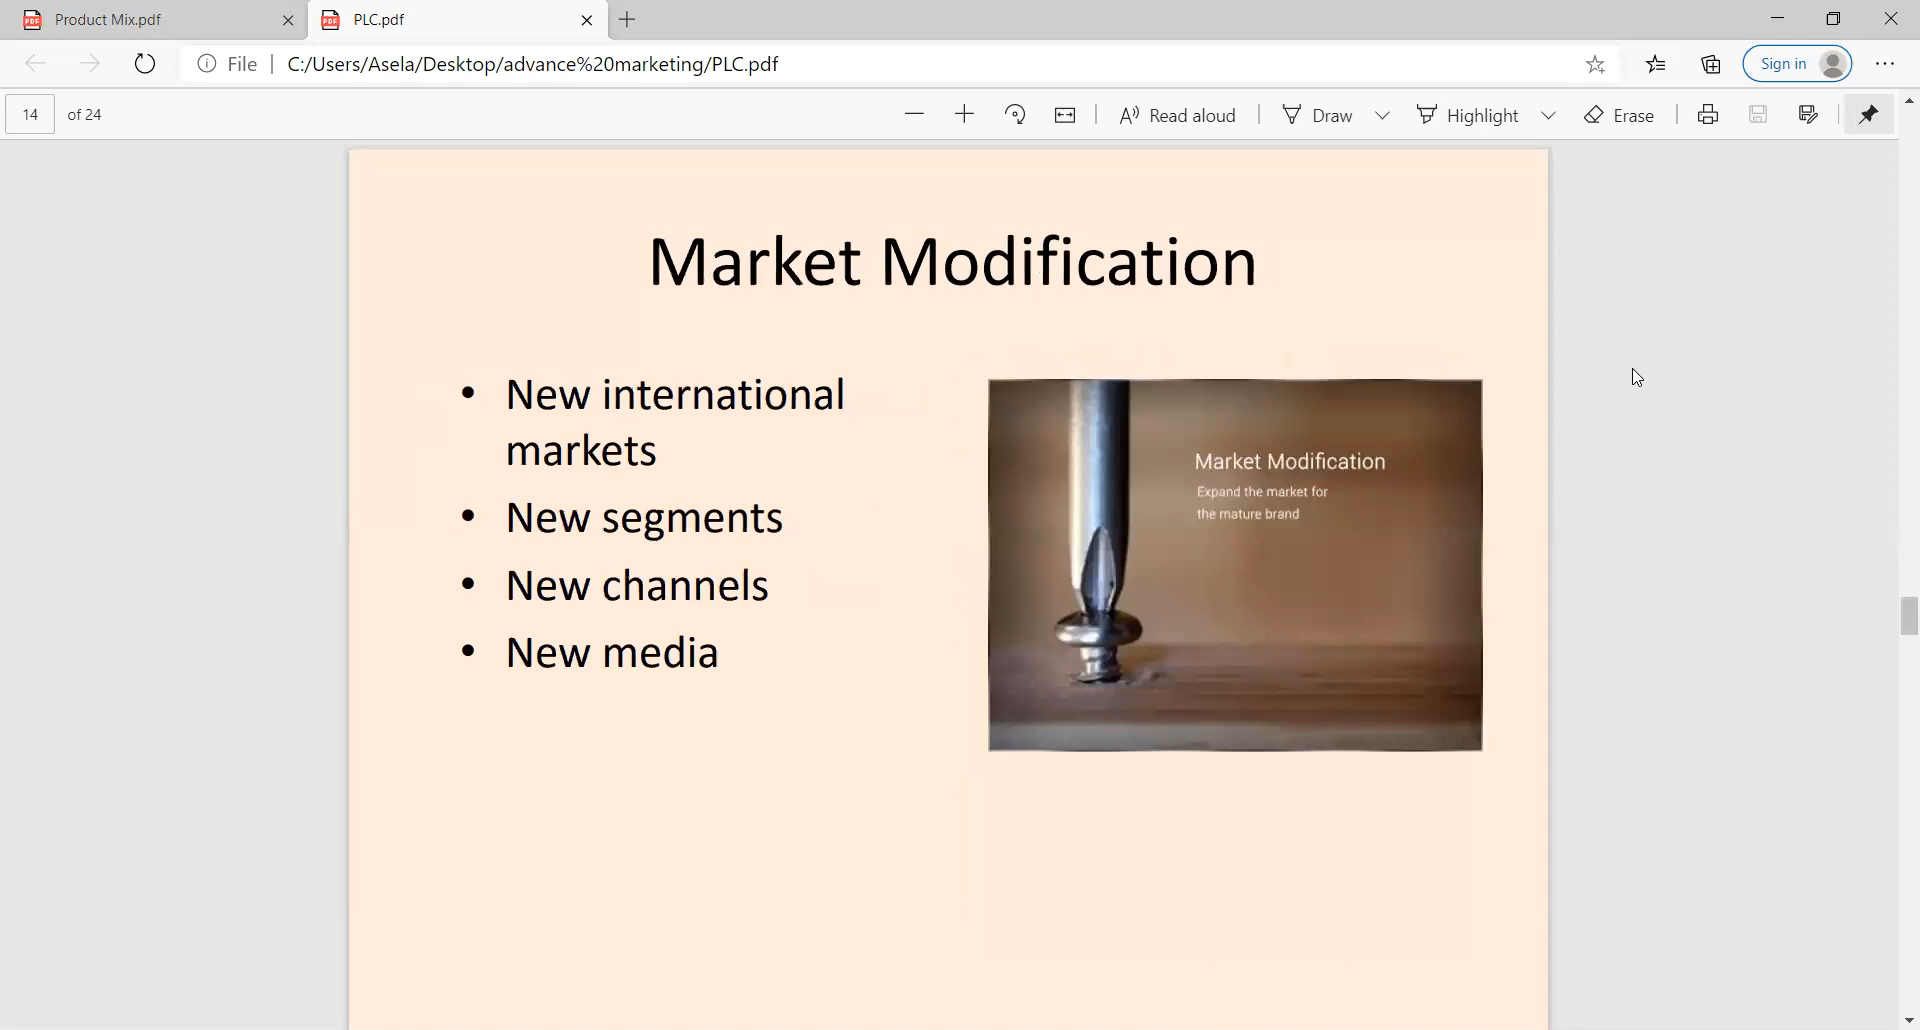 Product Mix.pdf
PLC.pdf
File
C:/Users/Asela/Desktop/advance%20marketing/PLC.pdf
Sign in
14 of 24
Read aloud
Draw
Highlight
Erase
Market Modification
• New international
markets
• New segments
• New channels
• New media
Market Modification
Expand the market for
the mature brand